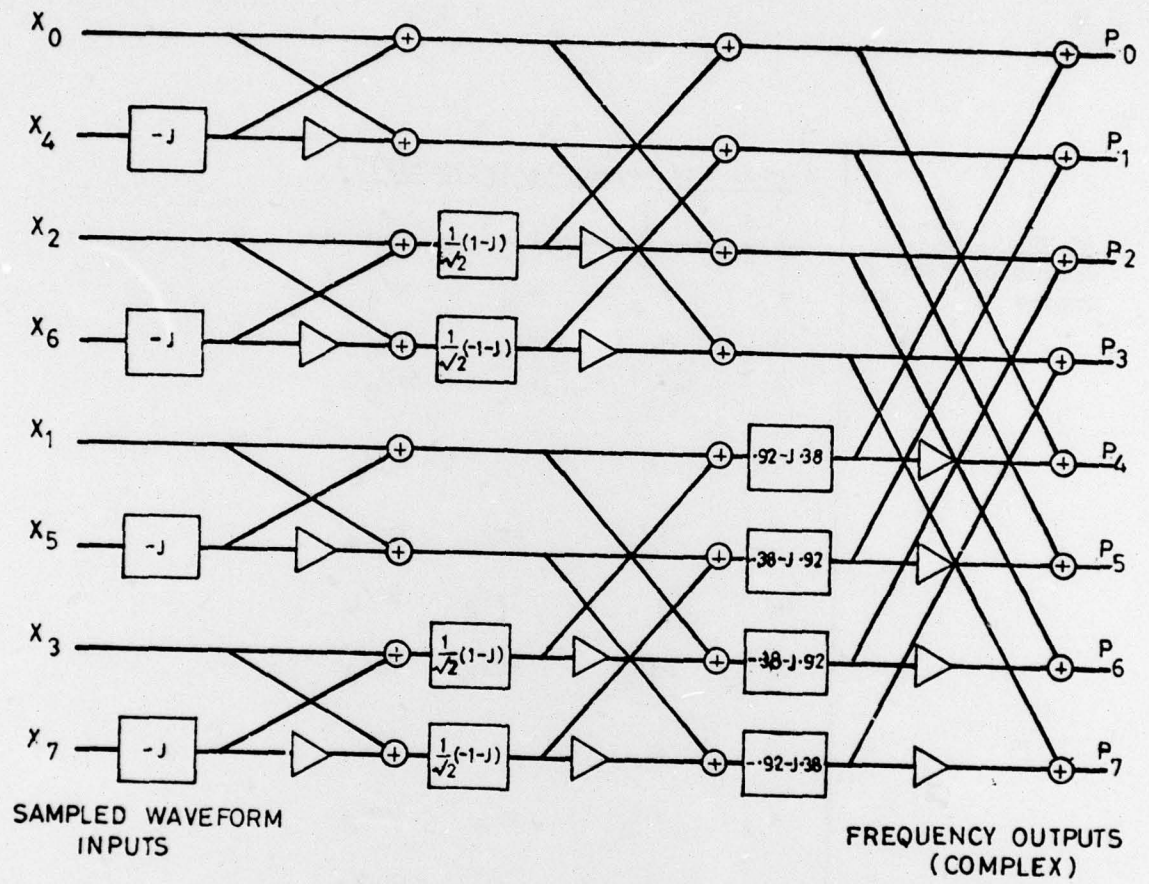 X0
X4
X2
X6
X1
X5
X3
X7
-J
-J
-J
-J
1/√2 (1-J)
1/√2 (-1-J)
1/√2 (1-J)
1/√2 (-1-J)
.92-J.38
.38-J.92
-.38-J.92
-.92-J.38
P0
P1
P2
P3
P4
P5
P6
P7
SAMPLED WAVEFORM
INPUTS
FREQUENCY OUTPUTS
(COMPLEX)